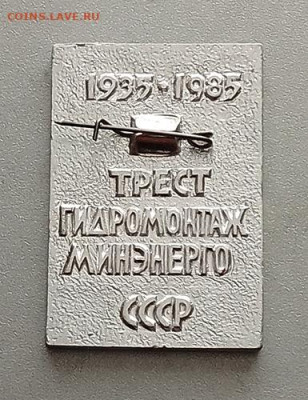 COINS.LAVE.RU
1935-1985
ТРЕСТ
ГИДРОМОНТАЖ
МИНЭНЕРГО
СССР